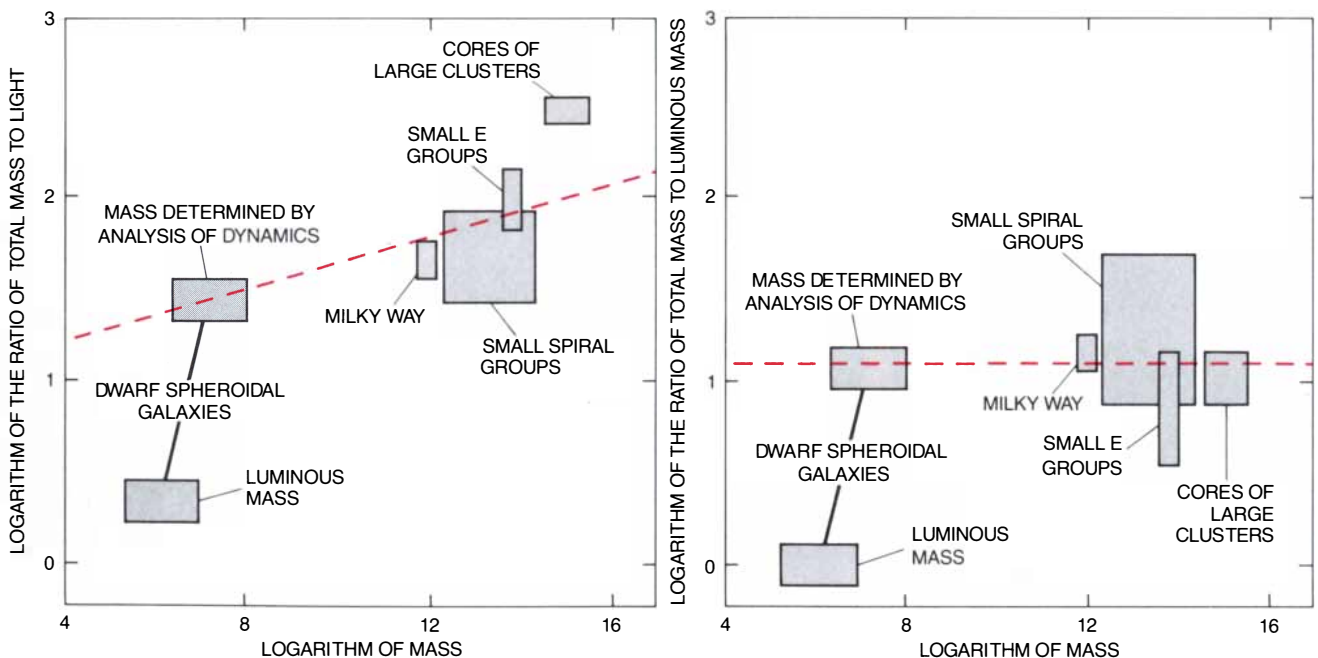 LOGARITHM OF THE RATIO OF TOTAL MASS TO LIGHT
3
2
1
0
CORES OF
LARGE CLUSTERS
SMALL E
GROUPS
MASS DETERMINED BY
ANALYSIS OF DYNAMICS
MILKY WAY
SMALL SPIRAL
GROUPS
DWARF SPHEROIDAL
GALAXIES
LUMINOUS
MASS
4
8
12
16
LOGARITHM OF MASS
LOGARITHM OF THE RATIO OF TOTAL MASS TO LUMINOUS MASS
3
2
1
0
SMALL SPIRAL
GROUPS
MASS DETERMINED BY
ANALYSIS OF DYNAMICS
MILKY WAY
SMALL E
GROUPS
DWARF SPHEROIDAL
GALAXIES
CORES OF
LARGE
CLUSTERS
LUMINOUS
MASS
4
8
12
16
LOGARITHM OF MASS